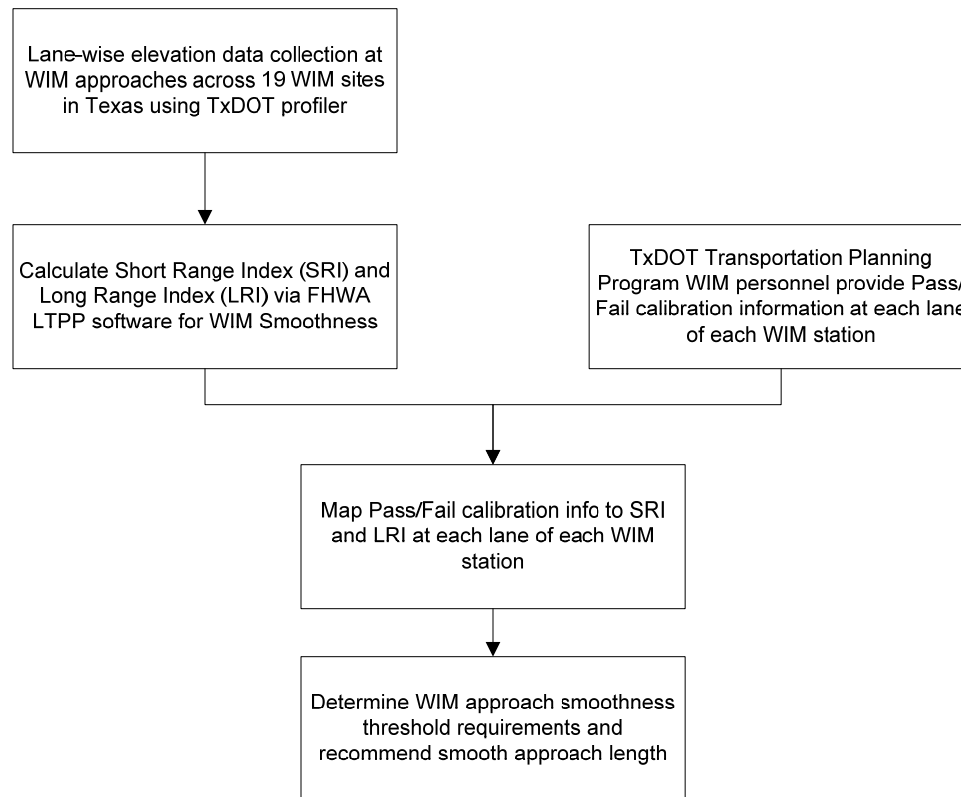 Lane-wise elevation data collection at
WIM approaches across 19 WIM sites
in Texas using TxDOT profiler
Calculate Short Range Index (SRI) and
Long Range Index (LRI) via FHWA
LTPP software for WIM Smoothness
TxDOT Transportation Planning
Program WIM personnel provide Pass/
Fail calibration information at each lane
of each WIM station
Map Pass/Fail calibration info to SRI
and LRI at each lane of each WIM
station
Determine WIM approach smoothness
threshold requirements and
recommend smooth approach length